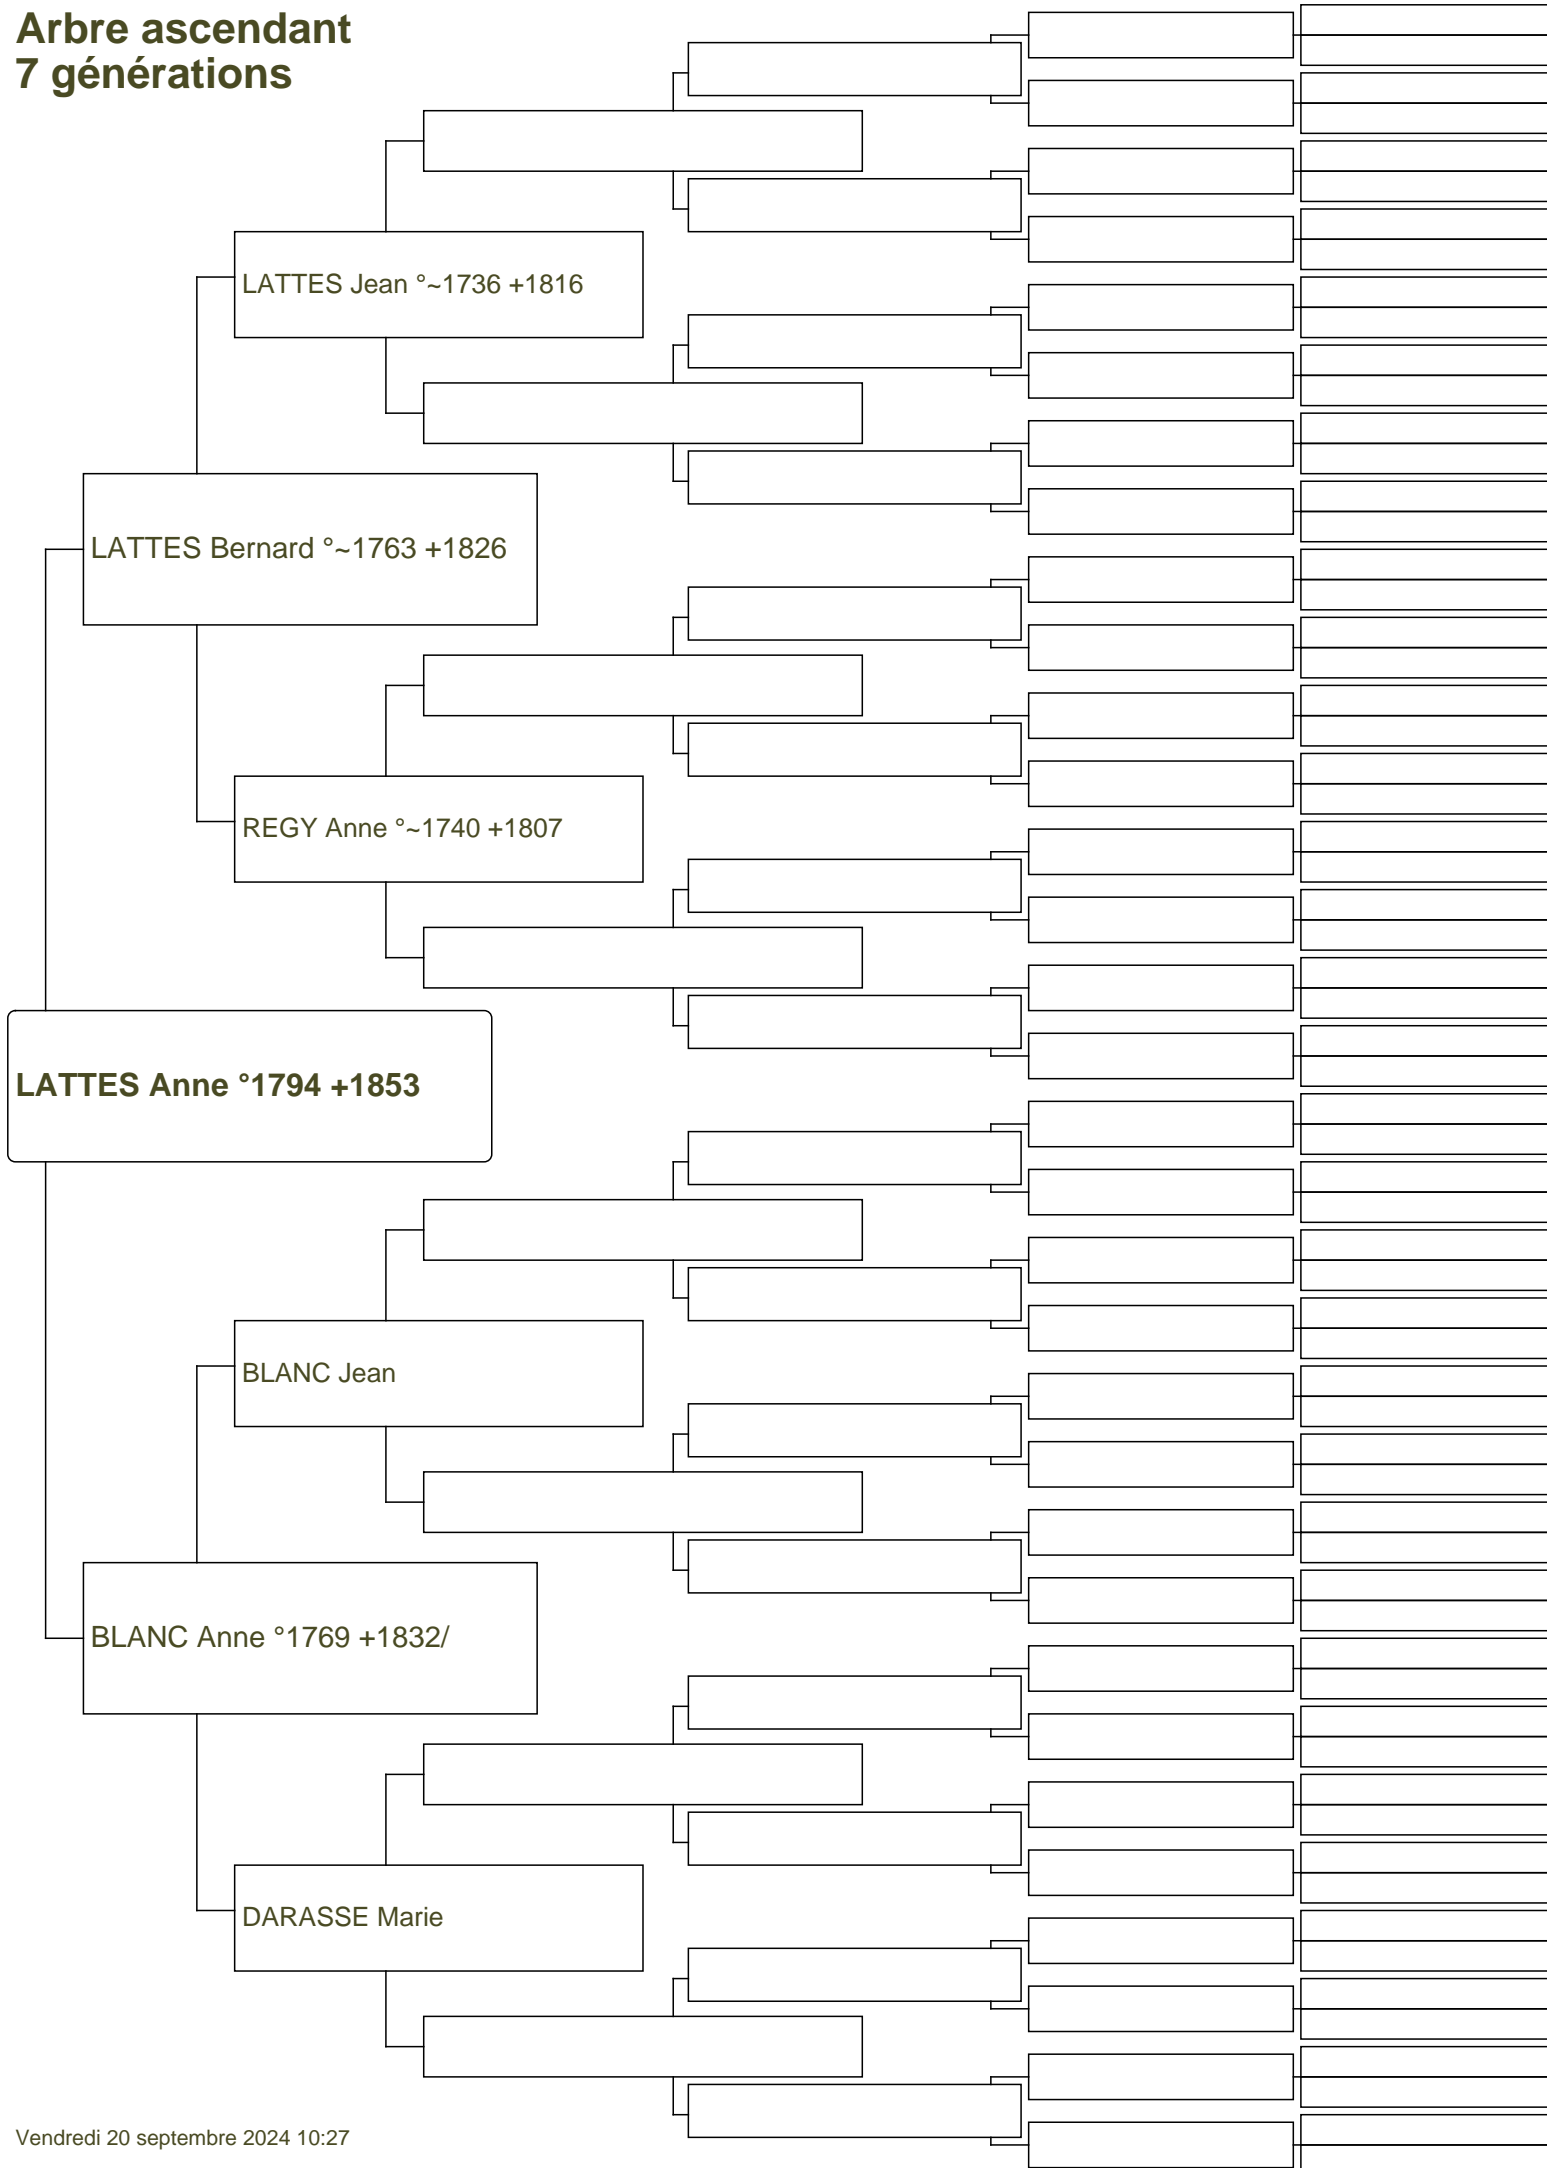 Arbre ascendant
7 générations
LATTES Jean °~1736 +1816
LATTES Bernard °~1763 +1826
REGY Anne °~1740 +1807
LATTES Anne °1794 +1853
BLANC Jean
BLANC Anne °1769 +1832/
DARASSE Marie
Vendredi 20 septembre 2024 10:27